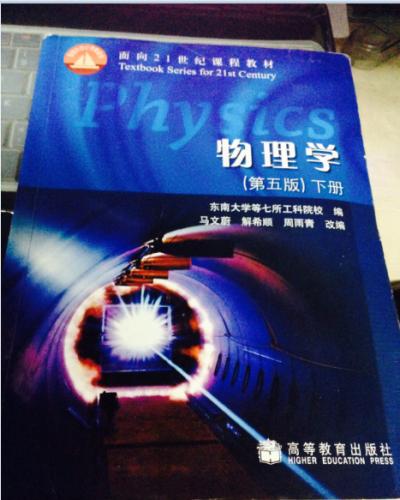 面向21世纪课程教材
Textbook Series for 21st Century
Physics
物理学
(第五版)下册
东南大学等七所工科院校 编
马文蔚 解希顺 周雨青 改编
高等教育出版社
HIGHER EDUCATION PRESS